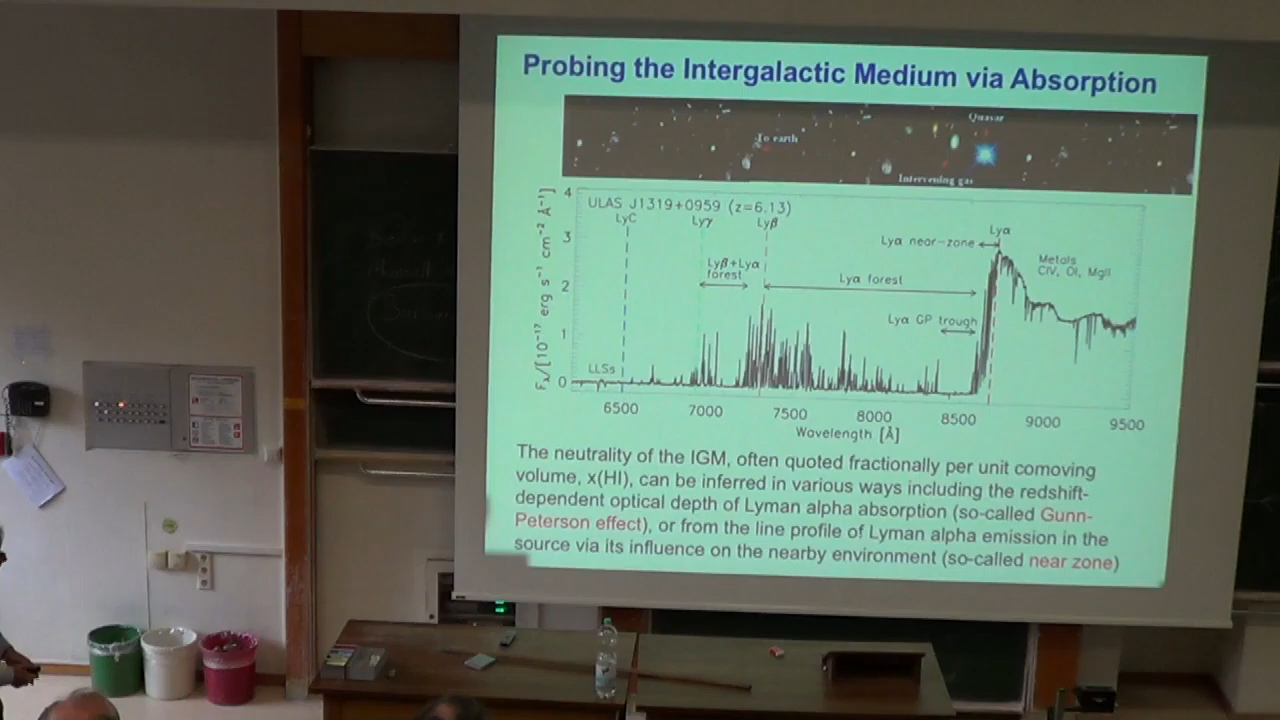 Probing the Intergalactic Medium via Absorption
Quasar
To earth
Intervening gas
ULAS J1319+0959 (z=6.13)
LyC
Lyγ
Lyβ
Lyα
Lyα near-zone
Metals
CIV, OI, MgII
Lyβ+Lyα
forest
Lyα forest
Lyα GP trough
LLSs
Fλ/[10⁻¹⁷ erg s⁻¹ cm⁻² Å⁻¹]
4
3
2
1
0
6500 7000 7500 8000 8500 9000 9500
Wavelength [Å]
The neutrality of the IGM, often quoted fractionally per unit comoving
volume, x(HI), can be inferred in various ways including the redshift-
dependent optical depth of Lyman alpha absorption (so-called Gunn-
Peterson effect), or from the line profile of Lyman alpha emission in the
source via its influence on the nearby environment (so-called near zone)